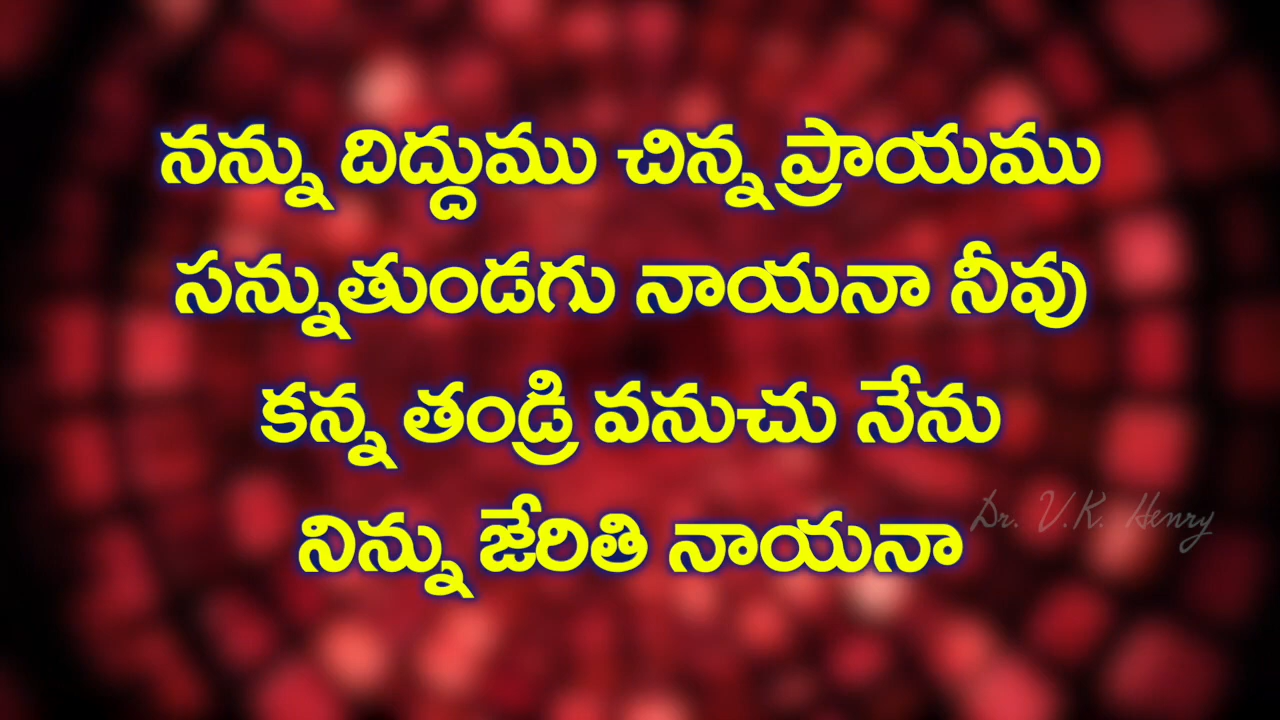 నన్ను దిద్దుము చిన్న ప్రాయము
సన్నుతుండగు నాయనా నీవు
కన్న తండ్రి వనుచు నేను
నిన్ను జేరితి నాయనా
Dr. V.K. Henry